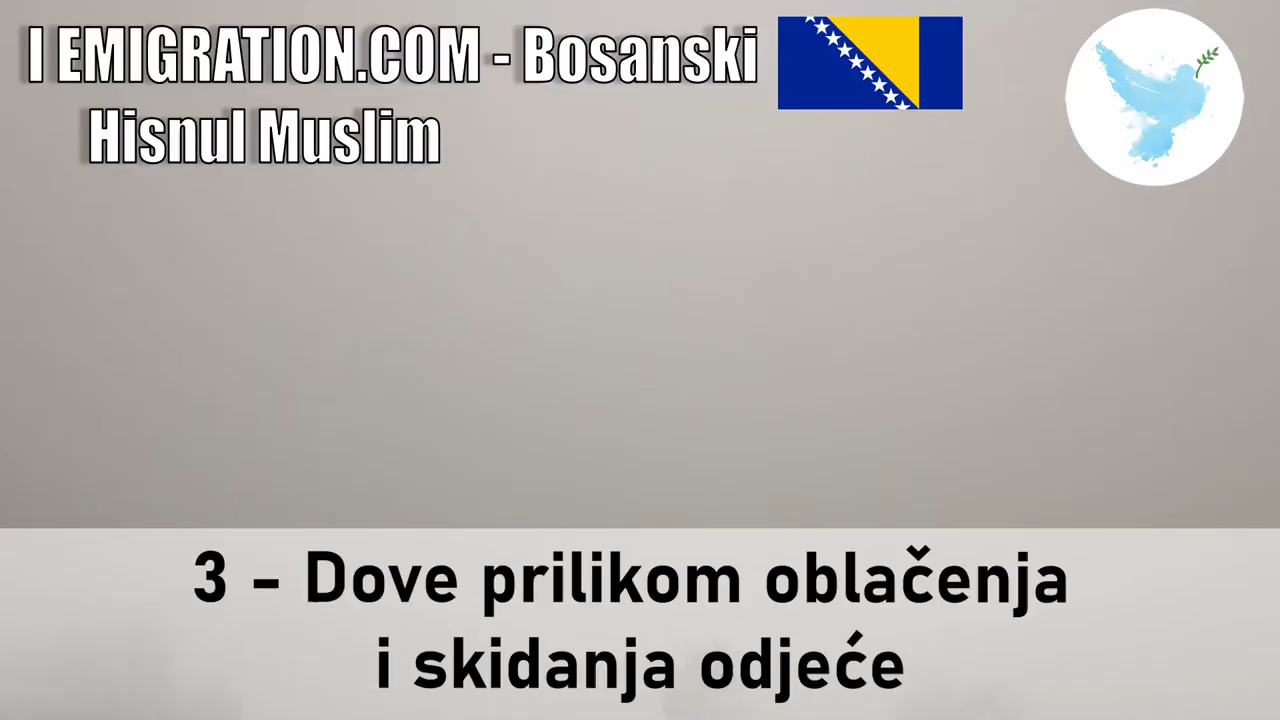 I EMIGRATION.COM - Bosanski
Hisnul Muslim
3 - Dove prilikom oblačenja
i skidanja odjeće